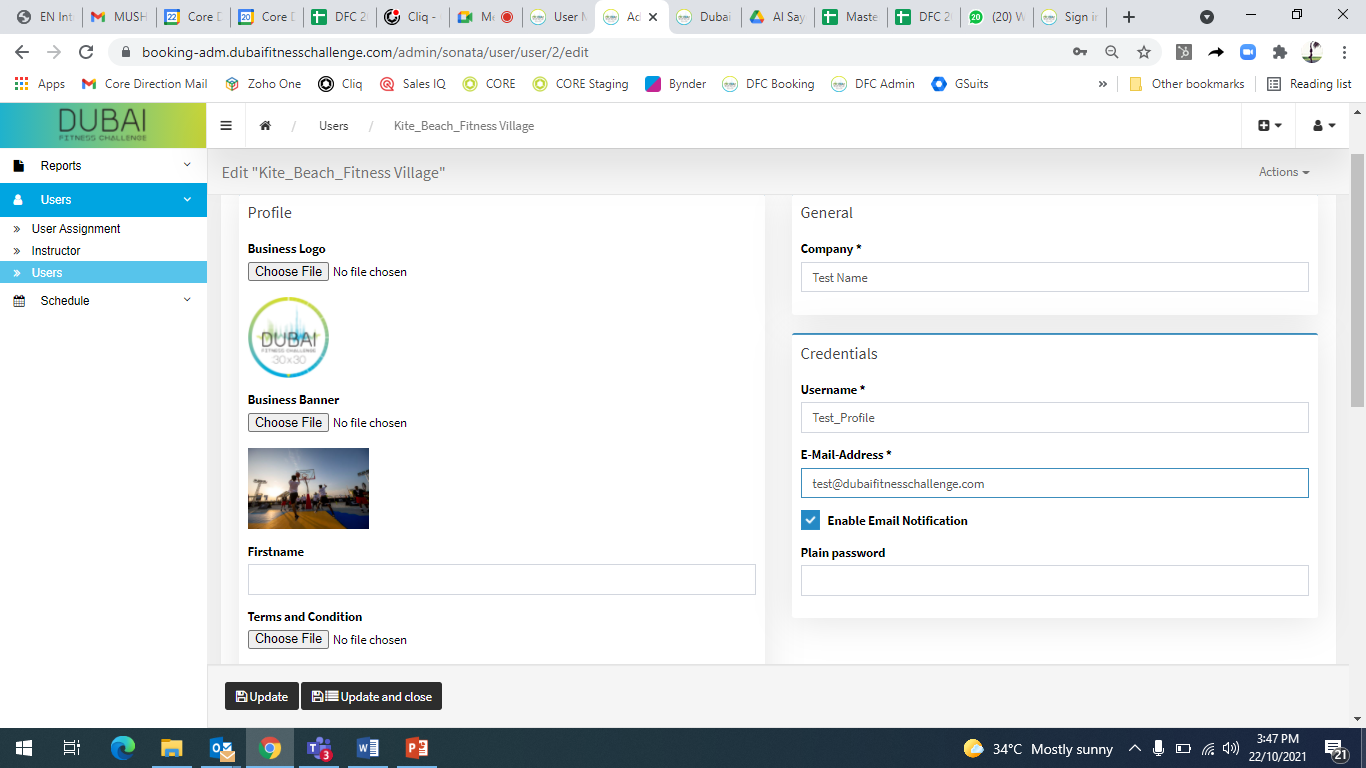 EN Int
MUSH
Core D
Core D
DFC 2
Cliq -
Me
User M
Ad
Dubai
AI Say
Maste
DFC 2
(20) W
Sign in
booking-adm.dubaifitnesschallenge.com/admin/sonata/user/user/2/edit
Apps
Core Direction Mail
Zoho One
Cliq
Sales IQ
CORE
CORE Staging
Bynder
DFC Booking
DFC Admin
GSuits
»
Other bookmarks
Reading list
DUBAI
FITNESS CHALLENGE
/ Users / Kite_Beach_Fitness Village
Reports
Users
» User Assignment
» Instructor
» Users
Schedule
Edit "Kite_Beach_Fitness Village"
Actions
Profile
Business Logo
Choose File No file chosen
DUBAI
FITNESS CHALLENGE
30x30
Business Banner
Choose File No file chosen
Firstname
Terms and Condition
Choose File No file chosen
General
Company *
Test Name
Credentials
Username *
Test_Profile
E-Mail-Address *
test@dubaifitnesschallenge.com
Enable Email Notification
Plain password
Update
Update and close
3
34°C Mostly sunny
3:47 PM
22/10/2021
21